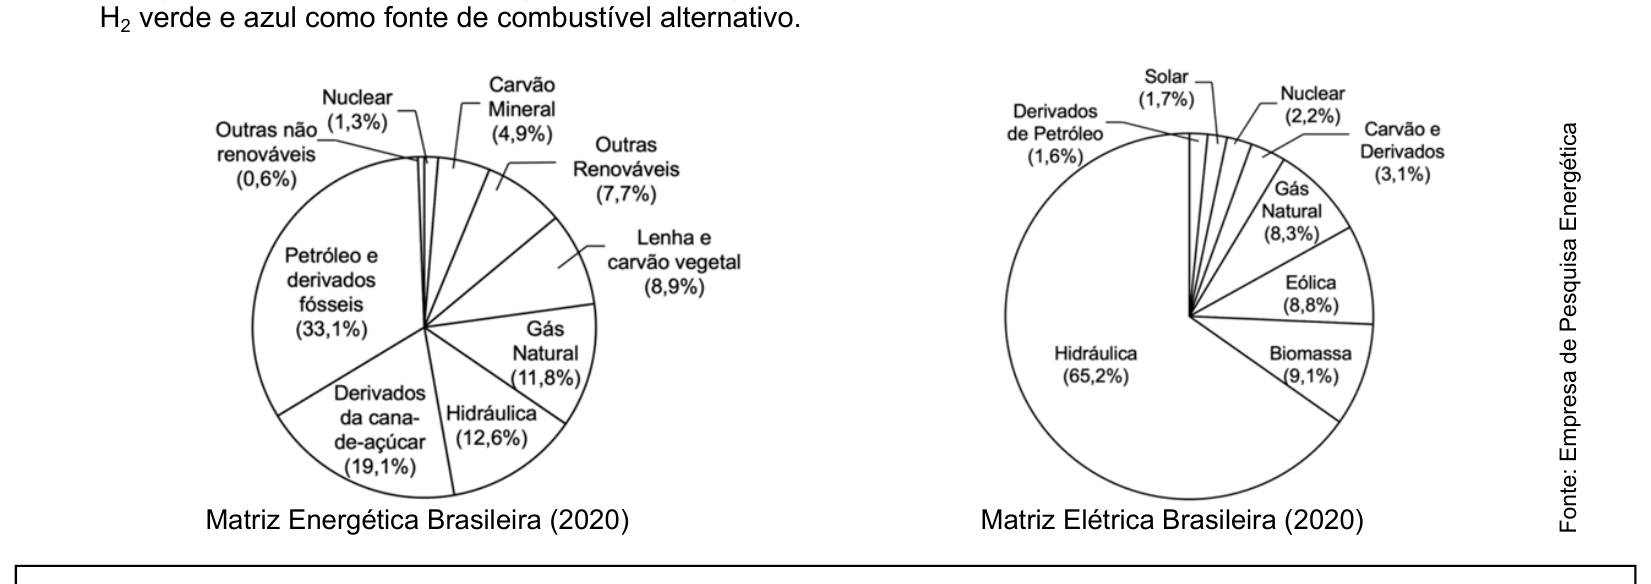 H₂ verde e azul como fonte de combustível alternativo.
Nuclear
(1,3%)
Carvão
Mineral
(4,9%)
Outras não
renováveis
(0,6%)
Outras
Renováveis
(7,7%)
Lenha e
carvão vegetal
(8,9%)
Petróleo e
derivados
fósseis
(33,1%)
Gás
Natural
(11,8%)
Derivados
da cana-
de-açúcar
(19,1%)
Hidráulica
(12,6%)
Matriz Energética Brasileira (2020)
Solar
(1,7%)
Derivados
de Petróleo
(1,6%)
Nuclear
(2,2%)
Carvão e
Derivados
(3,1%)
Gás
Natural
(8,3%)
Eólica
(8,8%)
Hidráulica
(65,2%)
Biomassa
(9,1%)
Matriz Elétrica Brasileira (2020)
Fonte: Empresa de Pesquisa Energética